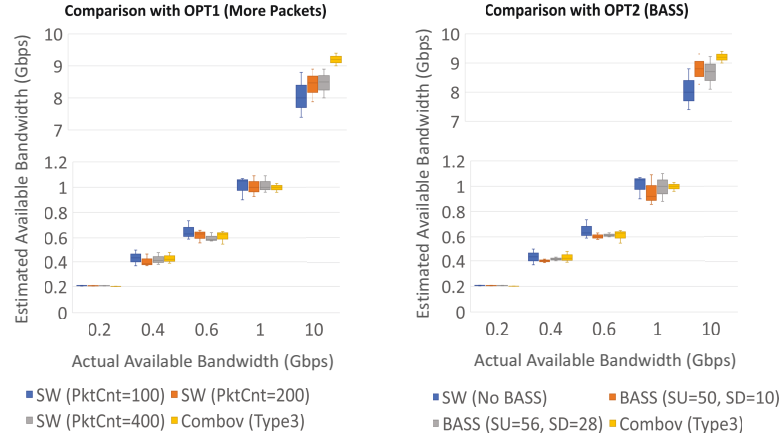 Comparison with OPT1 (More Packets)
Estimated Available Bandwidth (Gbps)
10
9
8
7
1.2
1
0.8
0.6
0.4
0.2
0
0.2 0.4 0.6 1 10
Actual Available Bandwidth (Gbps)
SW (PktCnt=100) SW (PktCnt=200)
SW (PktCnt=400) Combov (Type3)
Comparison with OPT2 (BASS)
Estimated Available Bandwidth (Gbps)
10
9
8
7
1.2
1
0.8
0.6
0.4
0.2
0
0.2 0.4 0.6 1 10
Actual Available Bandwidth (Gbps)
SW (No BASS) BASS (SU=50, SD=10)
BASS (SU=56, SD=28) Combov (Type3)